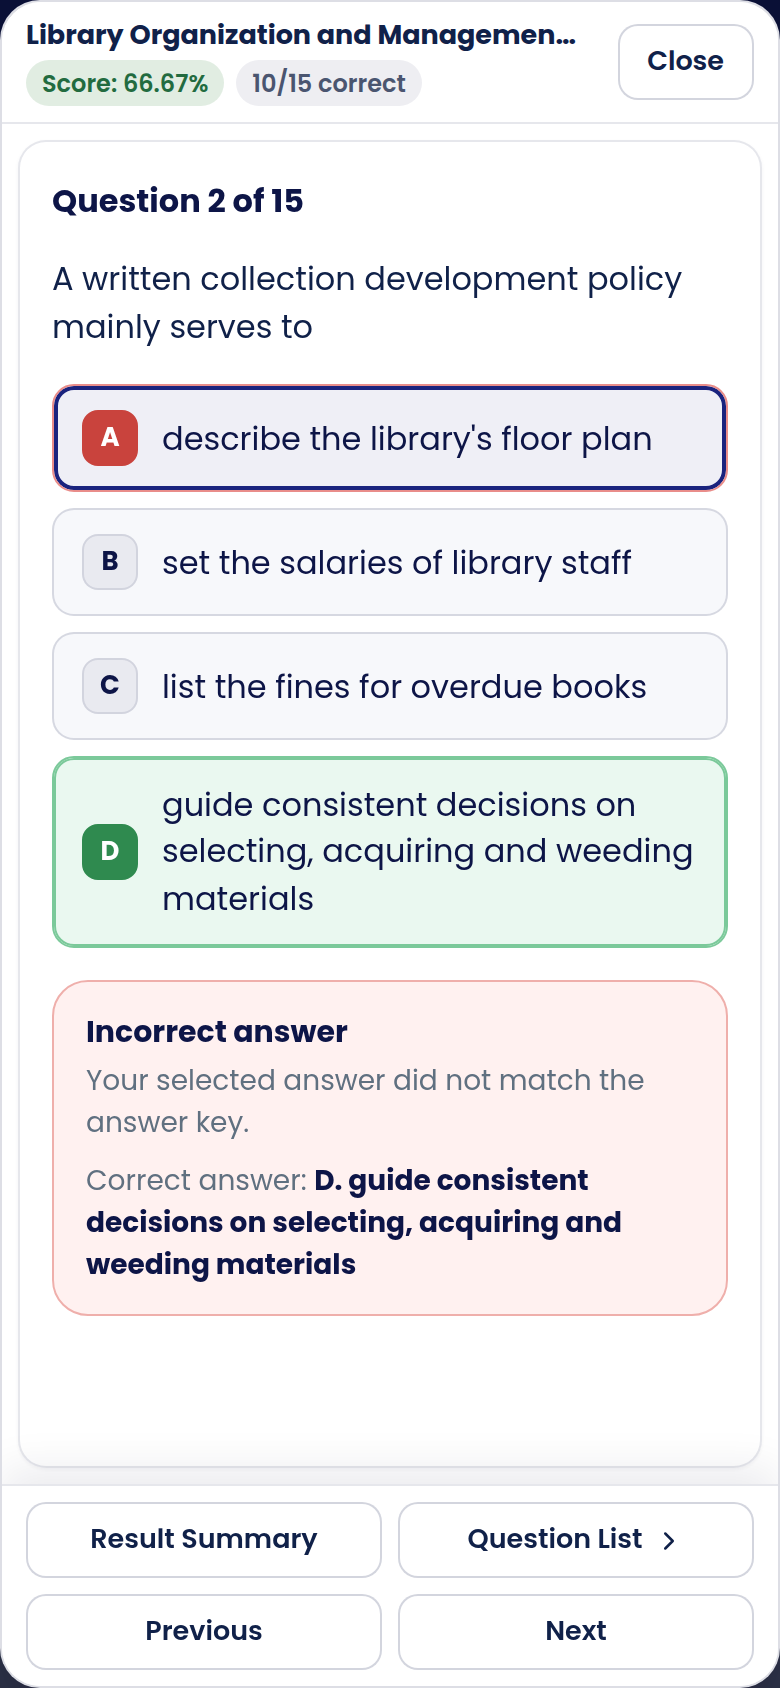 Library Organization and Managemen...
Score: 66.67%
10/15 correct
Close
Question 2 of 15
A written collection development policy
mainly serves to
A
describe the library's floor plan
B
set the salaries of library staff
C
list the fines for overdue books
D
guide consistent decisions on
selecting, acquiring and weeding
materials
Incorrect answer
Your selected answer did not match the
answer key.
Correct answer: D. guide consistent
decisions on selecting, acquiring and
weeding materials
Result Summary
Question List
Previous
Next